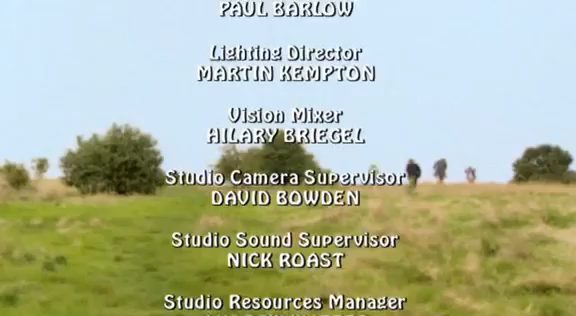 PAUL BARLOW
Lighting Director
MARTIN KEMPTON
Vision Mixer
HILARY BRIEGEL
Studio Camera Supervisor
DAVID BOWDEN
Studio Sound Supervisor
NICK ROAST
Studio Resources Manager